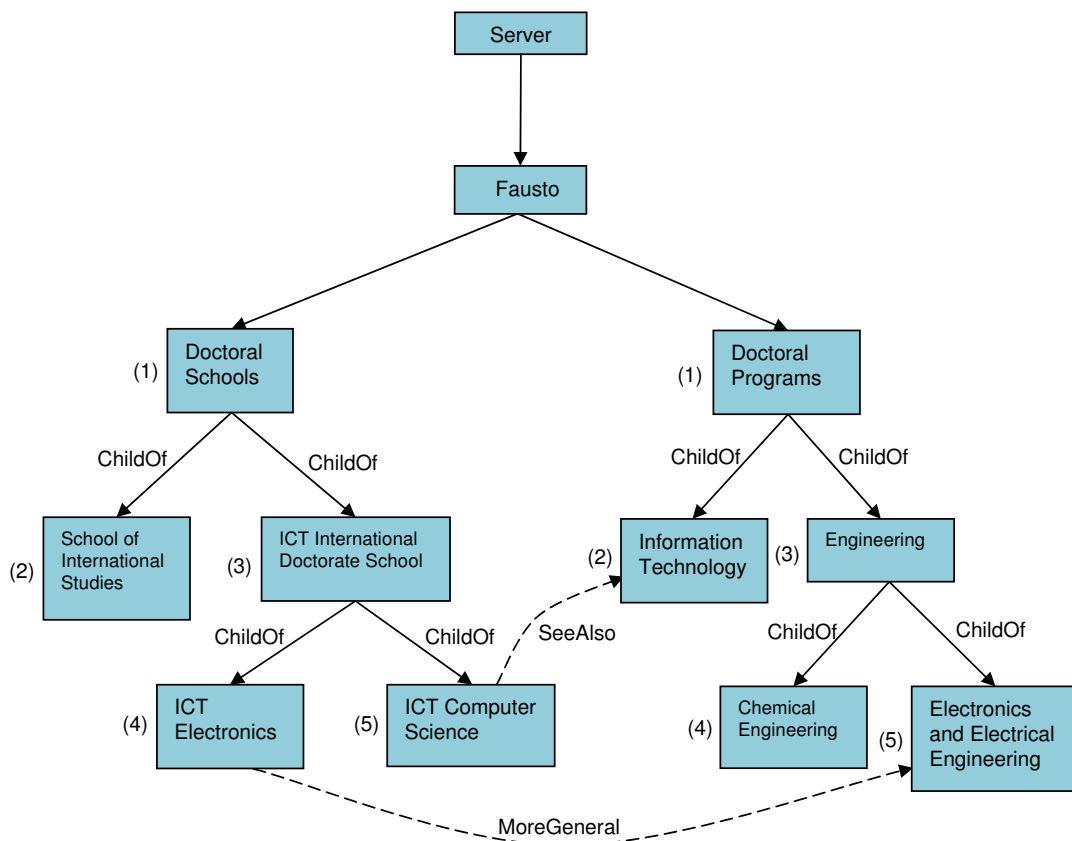 Server
Fausto
Doctoral
Schools
(1)
Doctoral
Programs
(1)
ChildOf
ChildOf
ChildOf
ChildOf
School of
International
Studies
(2)
ICT International
Doctorate School
(3)
Information
Technology
(2)
Engineering
(3)
ChildOf
ChildOf
SeeAlso
ChildOf
ChildOf
ICT
Electronics
(4)
ICT Computer
Science
(5)
Chemical
Engineering
(4)
Electronics
and Electrical
Engineering
(5)
MoreGeneral